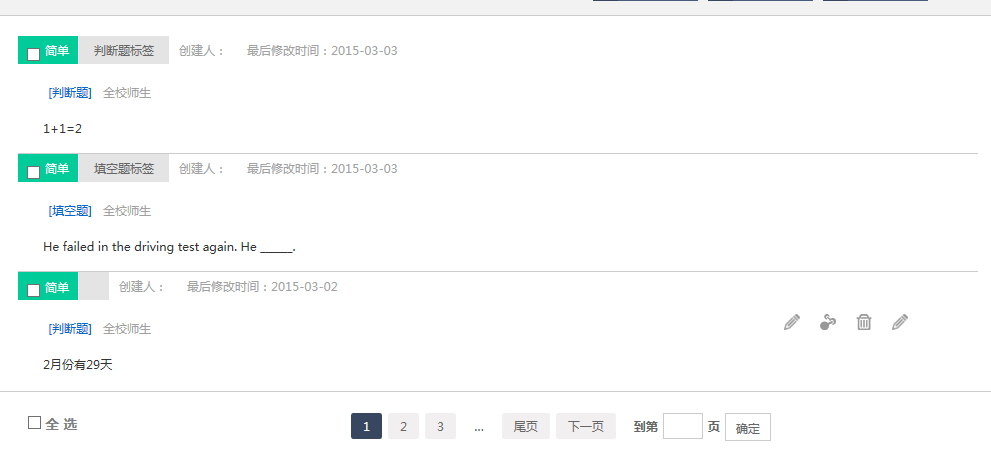 简单 判断题标签 创建人： 最后修改时间：2015-03-03
[判断题] 全校师生
1+1=2
简单 填空题标签 创建人： 最后修改时间：2015-03-03
[填空题] 全校师生
He failed in the driving test again. He ______.
简单 创建人： 最后修改时间：2015-03-02
[判断题] 全校师生
2月份有29天
全 选 1 2 3 ... 尾页 下一页 到第 页 确定